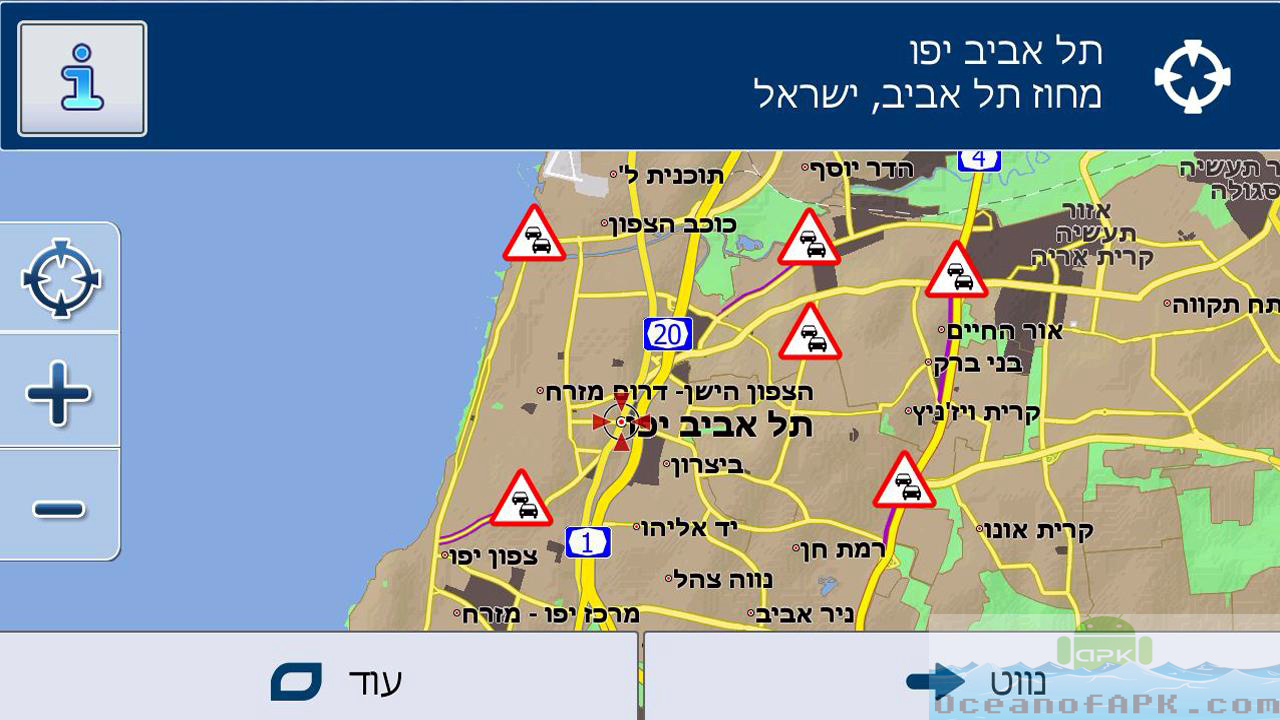 תל אביב יפו
מחוז תל אביב, ישראל
4
תוכנית ל'
הדר יוסף
תעשיה
סגולה
כוכב הצפון
אזור
תעשיה
קרית אריה
תח תקווה
20
אור החיים
בני ברק
הצפון הישן- דרום מזרח
קרית ויז'ניץ
תל אביב יפו
ביצרון
יד אליהו
קרית אונו
1
צפון יפו
רמת חן
נווה צהל
מרכז יפו - מזרח
ניר אביב
עוד
נווט
APK
OceanofAPK.com